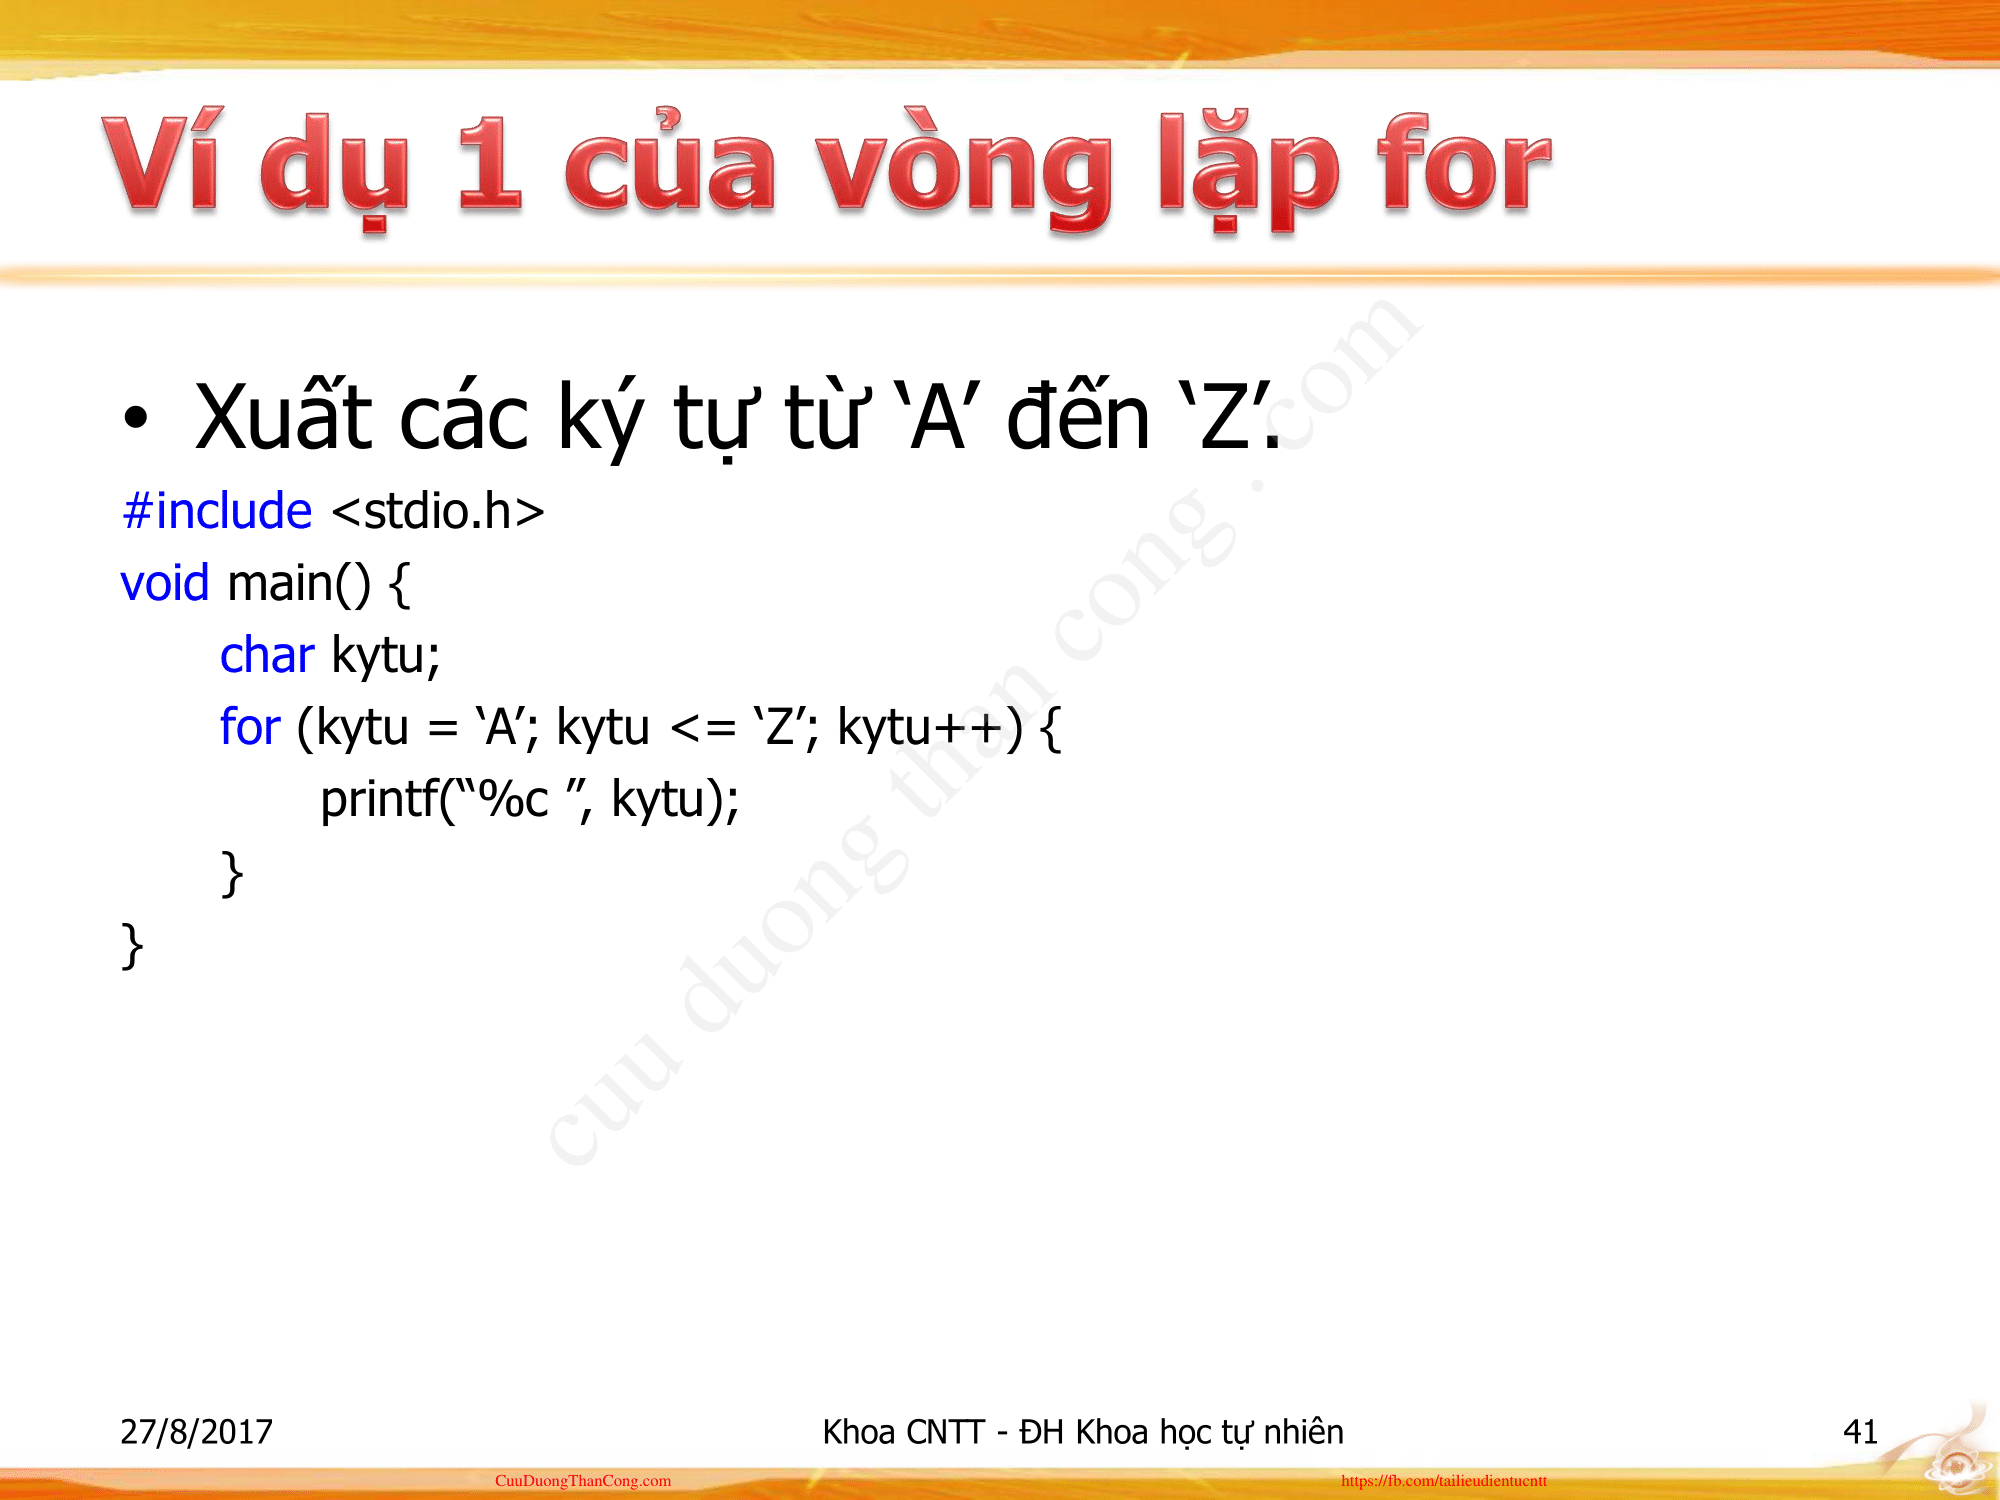 Ví dụ 1 của vòng lặp for
• Xuất các ký tự từ ‘A’ đến ‘Z’.
#include <stdio.h>
void main() {
char kytu;
for (kytu = ‘A’; kytu <= ‘Z’; kytu++) {
printf(“%c ”, kytu);
}
}
cuu duong than cong . com
27/8/2017
Khoa CNTT - ĐH Khoa học tự nhiên
41
CuuDuongThanCong.com
https://fb.com/tailieudientucntt